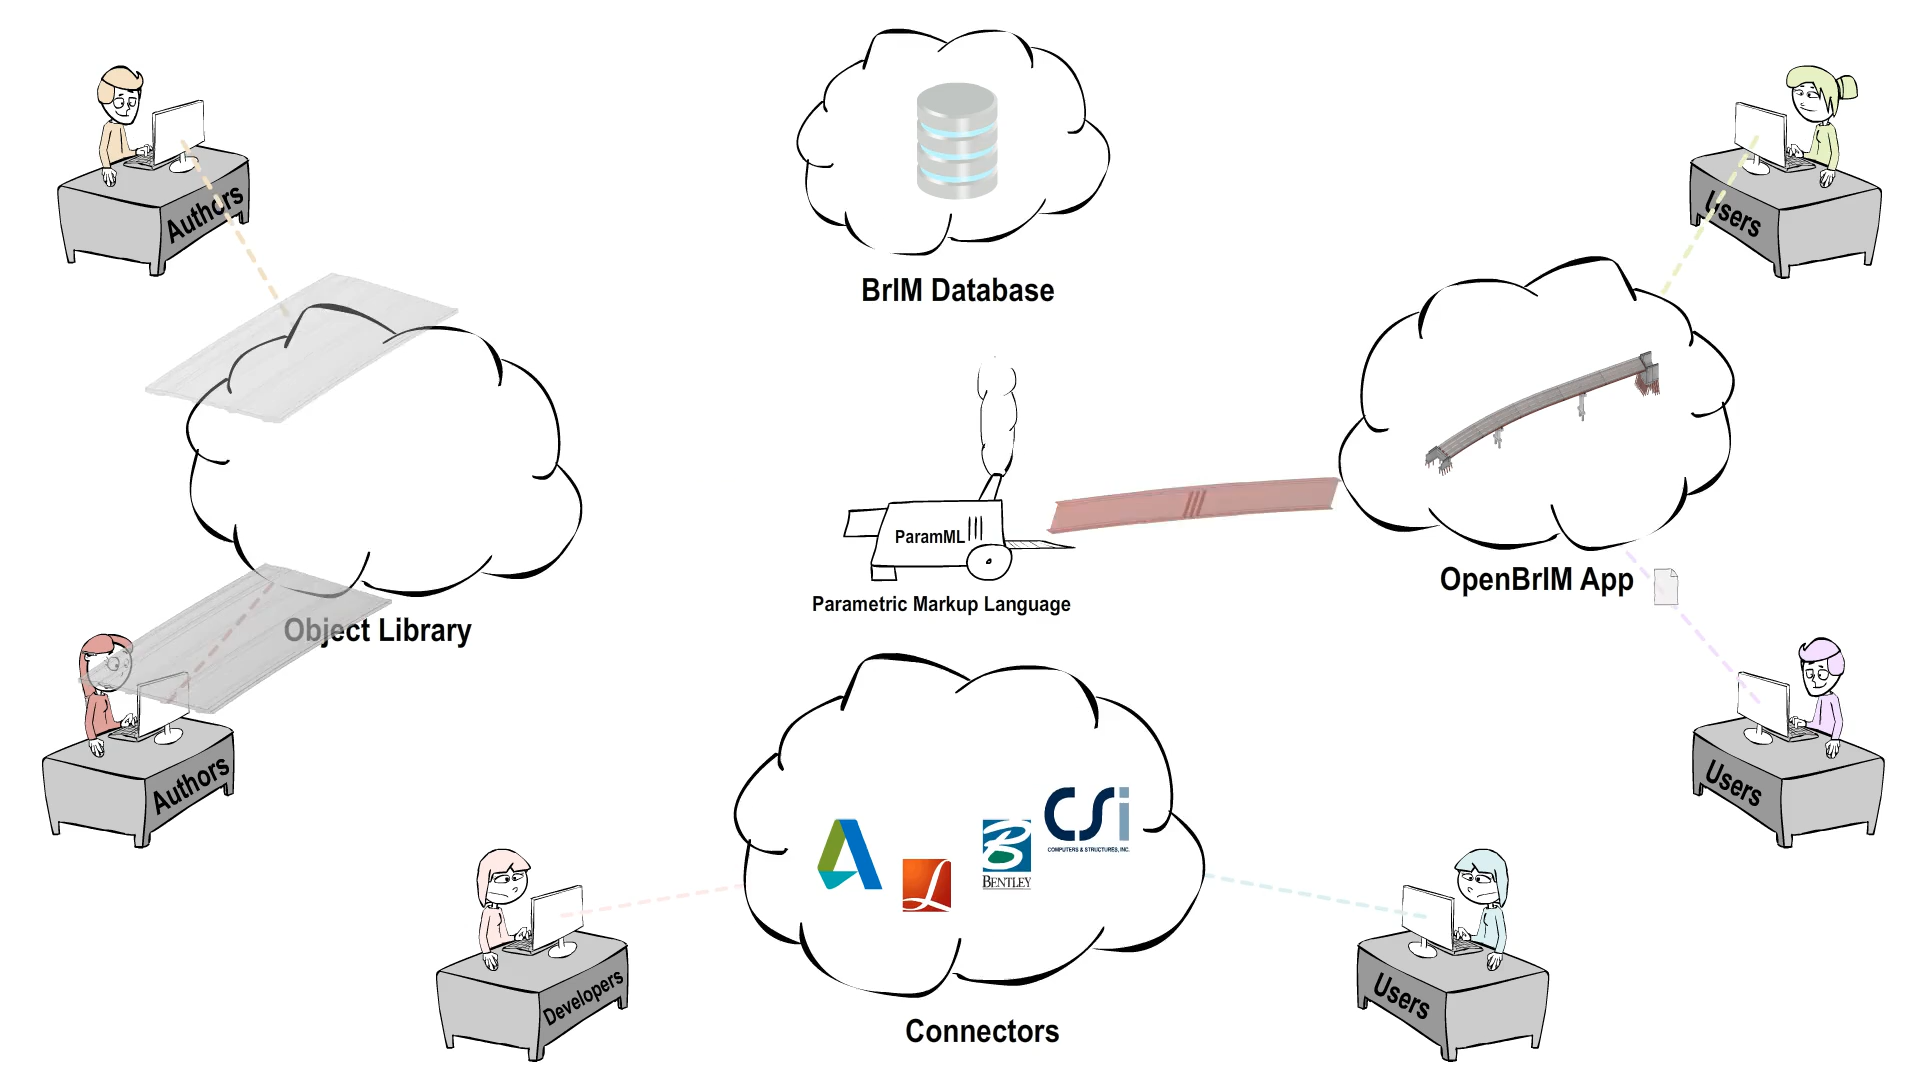 Authors
Users
BrIM Database
ParamML
Parametric Markup Language
OpenBrIM App
Object Library
Authors
Users
CSi
COMPUTERS & STRUCTURES, INC.
B
BENTLEY
L
Developers
Users
Connectors